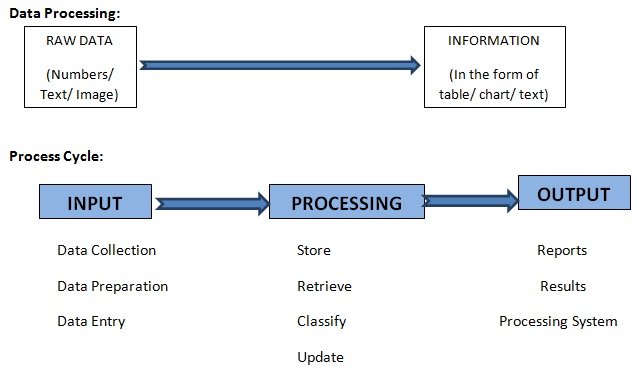 Data Processing:
RAW DATA
(Numbers/
Text/ Image)
INFORMATION
(In the form of
table/ chart/ text)
Process Cycle:
INPUT
PROCESSING
OUTPUT
Data Collection
Store
Reports
Data Preparation
Retrieve
Results
Data Entry
Classify
Processing System
Update